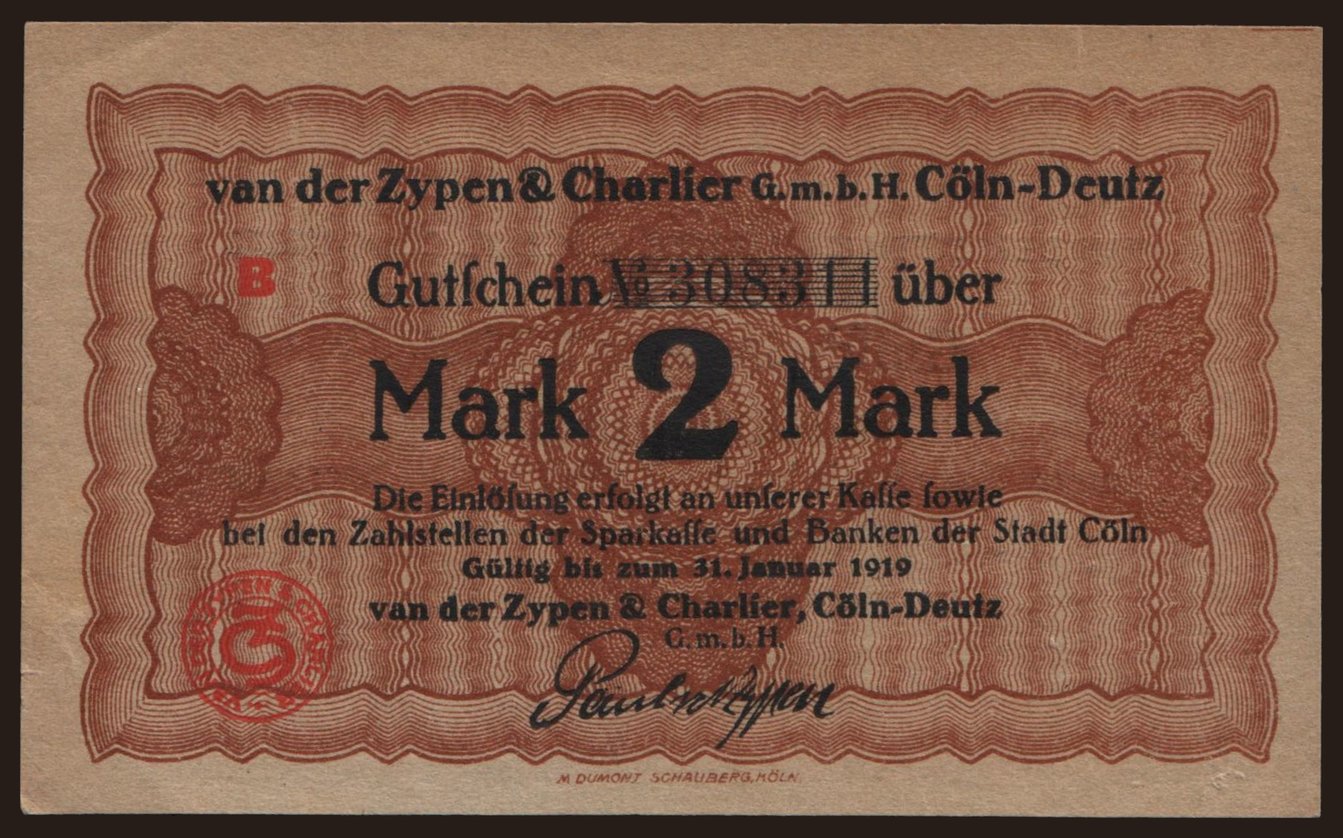 van der Zypen & Charlier G.m.b.H. Cöln-Deutz
B
Gutſchein № 308311 über
Mark 2 Mark
Die Einlöſung erfolgt an unſerer Kaſſe ſowie
bei den Zahlstellen der Sparkaſſe und Banken der Stadt Cöln
Gültig bis zum 31. Januar 1919
van der Zypen & Charlier, Cöln-Deutz
G.m.b.H.
Paul v d Zypen
M. DUMONT SCHAUBERG, KÖLN.